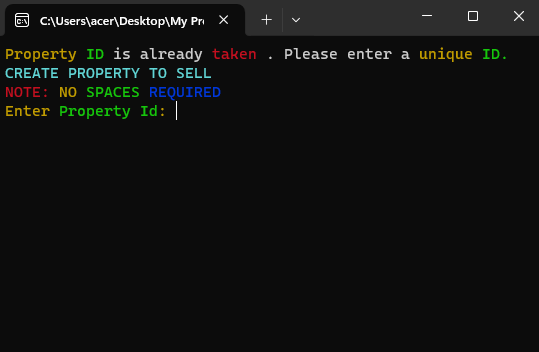 C:\Users\acer\Desktop\My Pr
Property ID is already taken . Please enter a unique ID.
CREATE PROPERTY TO SELL
NOTE: NO SPACES REQUIRED
Enter Property Id: